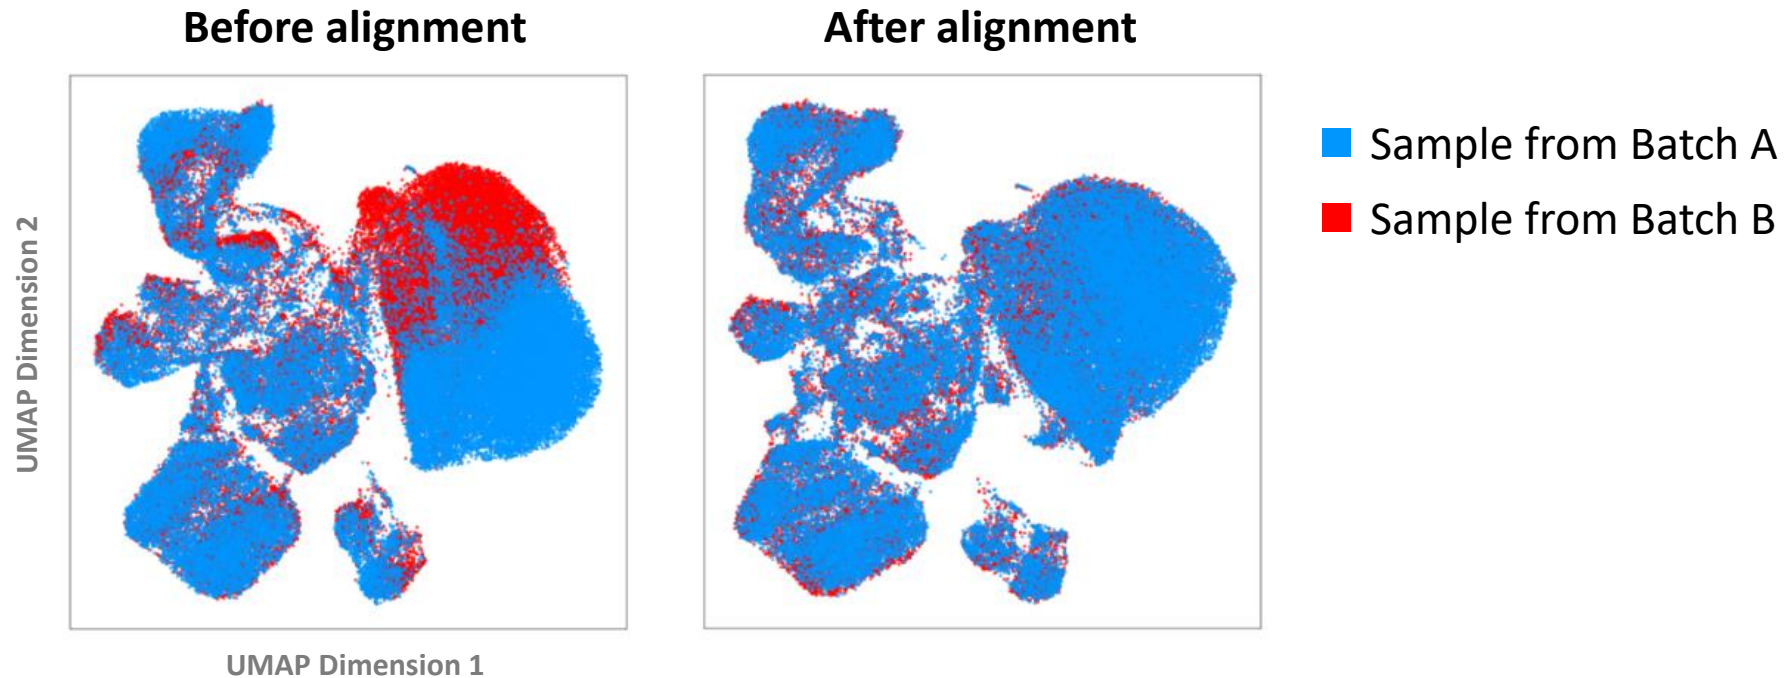 Before alignment
After alignment
Sample from Batch A
Sample from Batch B
UMAP Dimension 2
UMAP Dimension 1